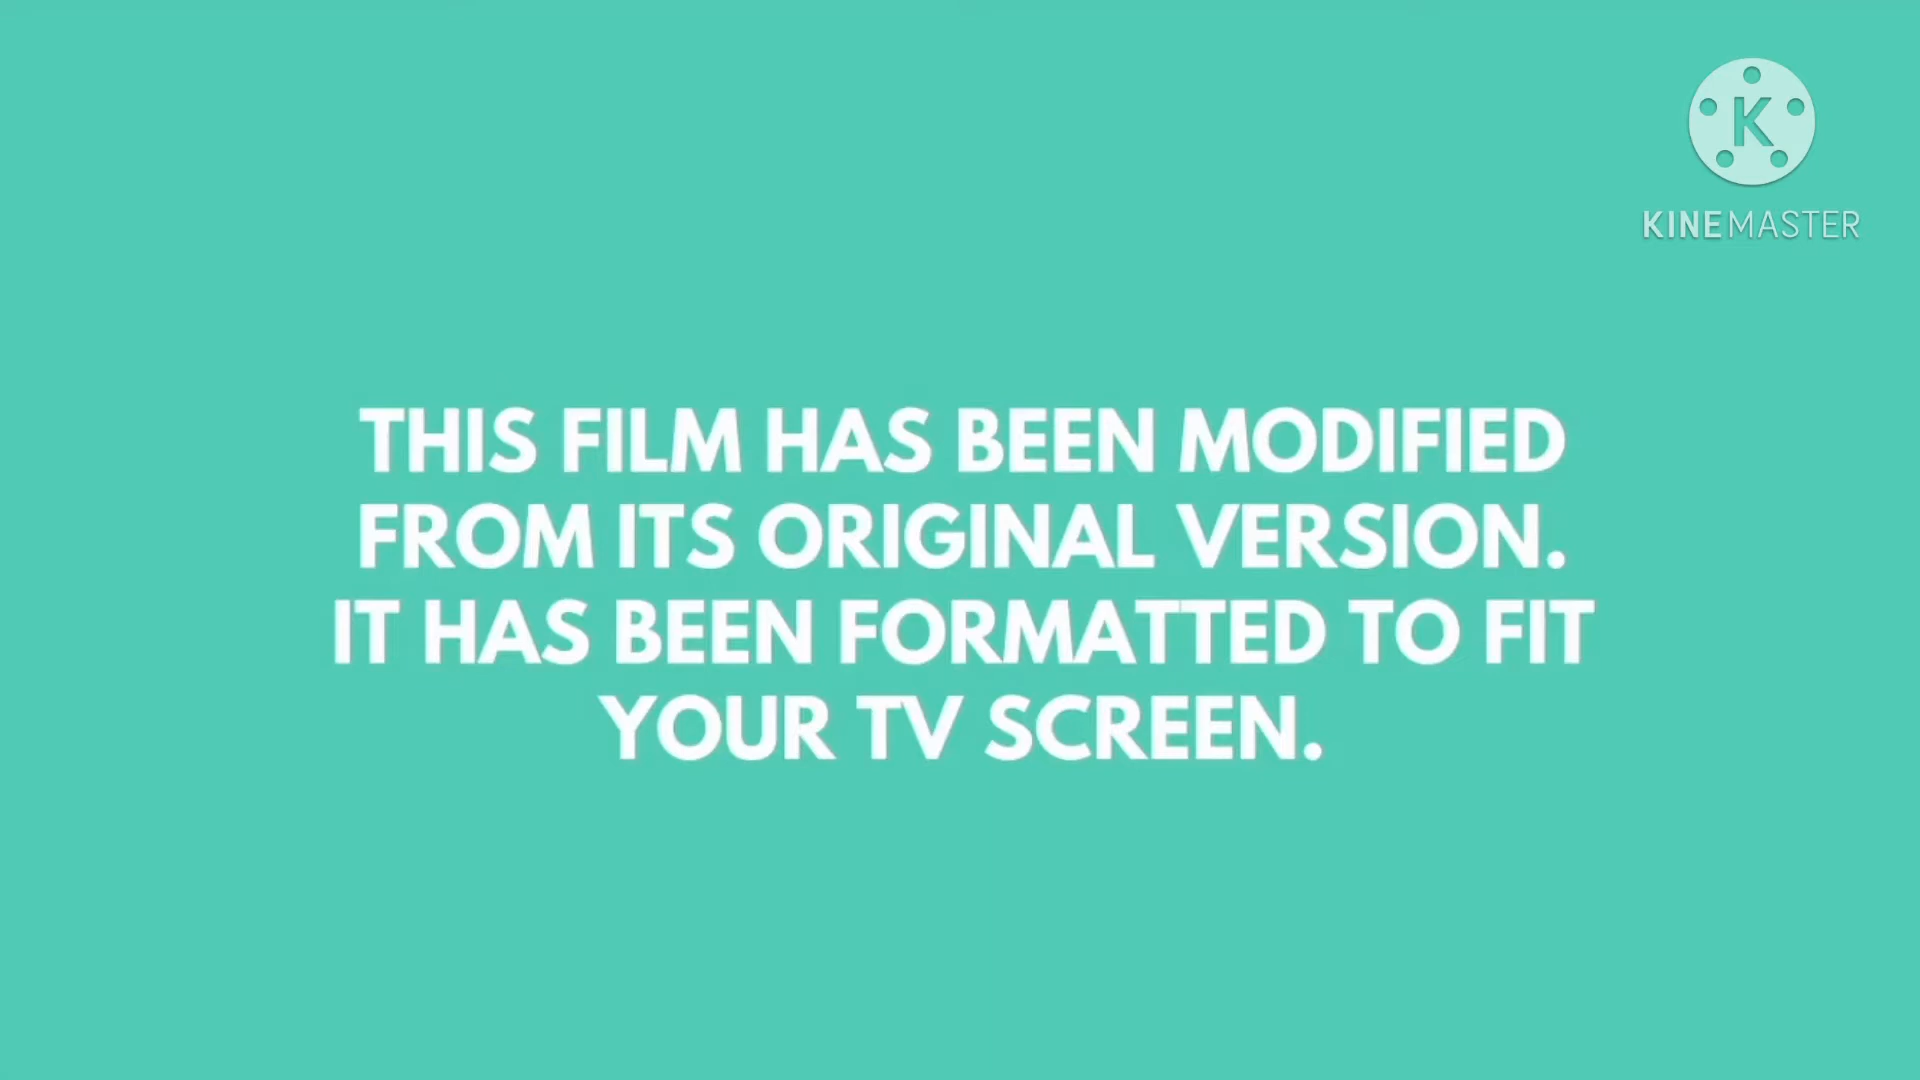 K
KINEMASTER
THIS FILM HAS BEEN MODIFIED
FROM ITS ORIGINAL VERSION.
IT HAS BEEN FORMATTED TO FIT
YOUR TV SCREEN.